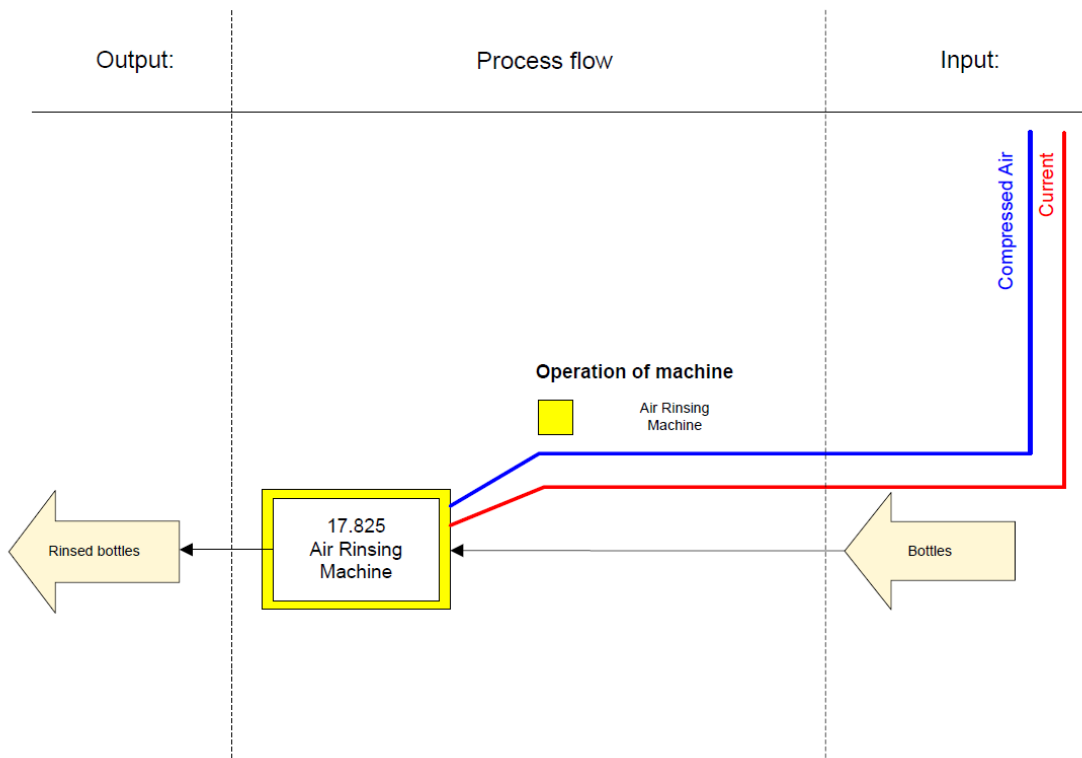 Output:
Process flow
Input:
Compressed Air
Current
Operation of machine
Air Rinsing
Machine
Rinsed bottles
17.825
Air Rinsing
Machine
Bottles